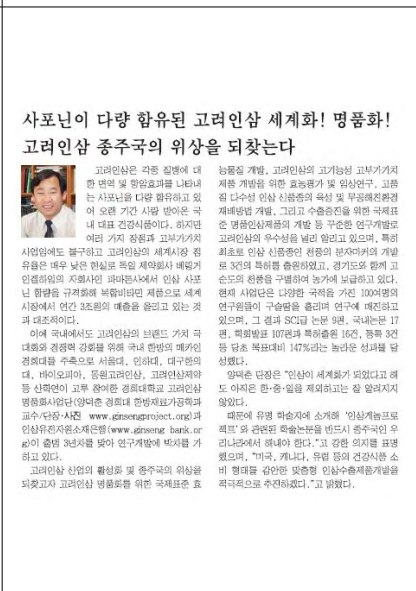 사포닌이 다량 함유된 고려인삼 세계화! 명품화!
고려인삼 종주국의 위상을 되찾는다
고려인삼은 각종 질병에 대
한 면역 및 항암효과를 나타내
는 사포닌을 다량 함유하고 있
어 오랜 기간 사랑 받아온 국
내 대표 건강식품이다. 하지만
여러 가지 장점과 고부가가치
사업임에도 불구하고 고려인삼의 세계시장 점
유율은 매우 낮은 현실로 독일 제약회사 베링거
인겔하임의 자회사인 파마톤사에서 인삼 사포
닌 함량을 규격화해 복합비타민 제품으로 세계
시장에서 연간 3조원의 매출을 올리고 있는 것
과 대조적이다.
이에 국내에서도 고려인삼의 브랜드 가치 극
대화와 경쟁력 강화를 위해 국내 한방의 메카인
경희대를 주축으로 서울대, 인하대, 대구한의
대, 바이오피아, 동원고려인삼, 고려인삼제약
등 산학연이 고루 참여한 경희대학교 고려인삼
명품화사업단(양덕춘 경희대 한방재료가공학과
교수/단장·사진 www.ginsengproject.org)과
인삼유전자원소재은행(www.ginseng bank.or
g)이 출범 3년차를 맞아 연구개발에 박차를 가
하고 있다.
고려인삼 산업의 활성화 및 종주국의 위상을
되찾고자 고려인삼 명품화를 위한 국제표준 효
능물질 개발, 고려인삼의 고기능성 고부가가치
제품 개발을 위한 효능평가 및 임상연구, 고품
질 다수성 인삼 신품종의 육성 및 무공해친환경
재배방법 개발, 그리고 수출증진을 위한 국제표
준 명품인삼제품의 개발 등 꾸준한 연구개발로
고려인삼의 우수성을 널리 알리고 있으며, 특히
최초로 인삼 신품종인 천풍의 분자마커의 개발
로 3건의 특허를 출원하였고, 경기도와 함께 고
순도의 천풍을 구별하여 농가에 보급하고 있다.
현재 사업단은 다양한 국적을 가진 100여명의
연구원들이 구슬땀을 흘리며 연구에 매진하고
있으며, 그 결과 SCI급 논문 9편, 국내논문 17
편, 학회발표 107편과 특허출원 16건, 등록 3건
등 당초 목표대비 147%라는 놀라운 성과를 달
성했다.
양덕춘 단장은 "인삼이 세계화가 되었다고 해
도 아직은 한·중·일을 제외하고는 잘 알려지지
않았다.
때문에 유명 학술지에 소개해 '인삼게놈프로
젝트'와 관련된 학술논문을 반드시 종주국인 우
리나라에서 해내야 한다."고 강한 의지를 표명
했으며, "미국, 캐나다, 유럽 등의 건강식품 소
비 형태를 감안한 맞춤형 인삼수출제품개발을
적극적으로 추진하겠다."고 밝혔다.